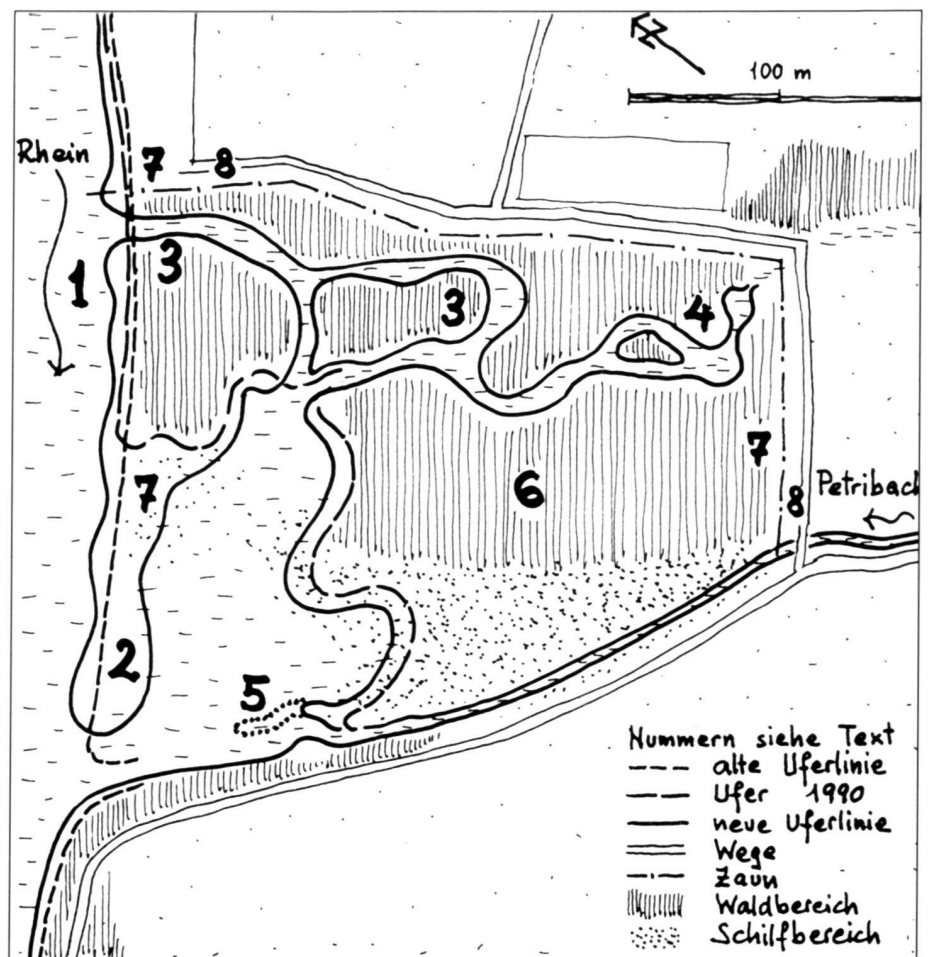 N
100 m
Rhein
7
8
3
1
3
4
7
6
7
8
Petribach
2
5
Nummern siehe Text
alte Uferlinie
Ufer 1990
neue Uferlinie
Wege
Zaun
Waldbereich
Schilfbereich